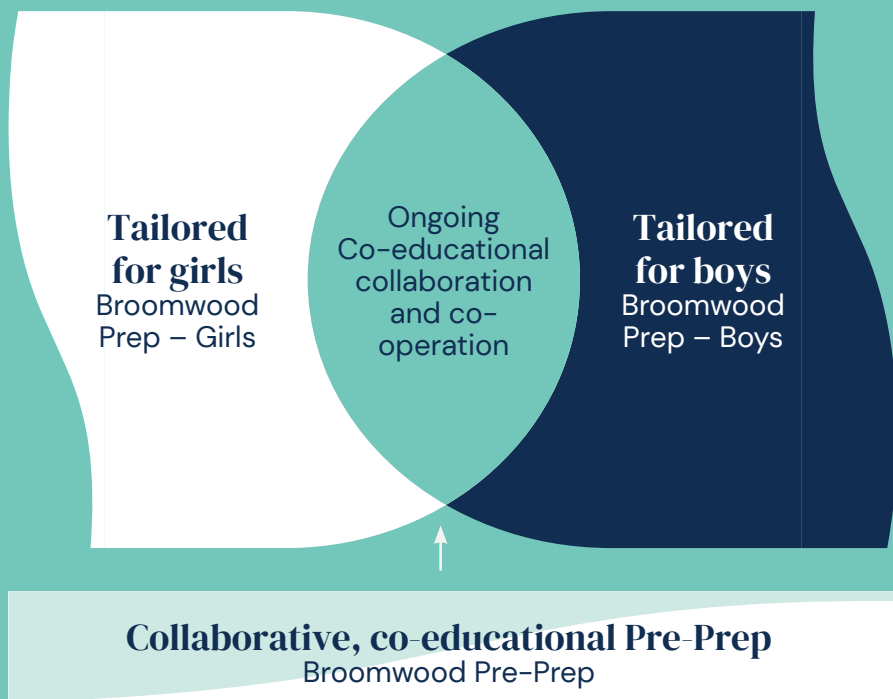 Tailored
for girls
Broomwood
Prep – Girls
Ongoing
Co-educational
collaboration
and co-
operation
Tailored
for boys
Broomwood
Prep – Boys
Collaborative, co-educational Pre-Prep
Broomwood Pre-Prep